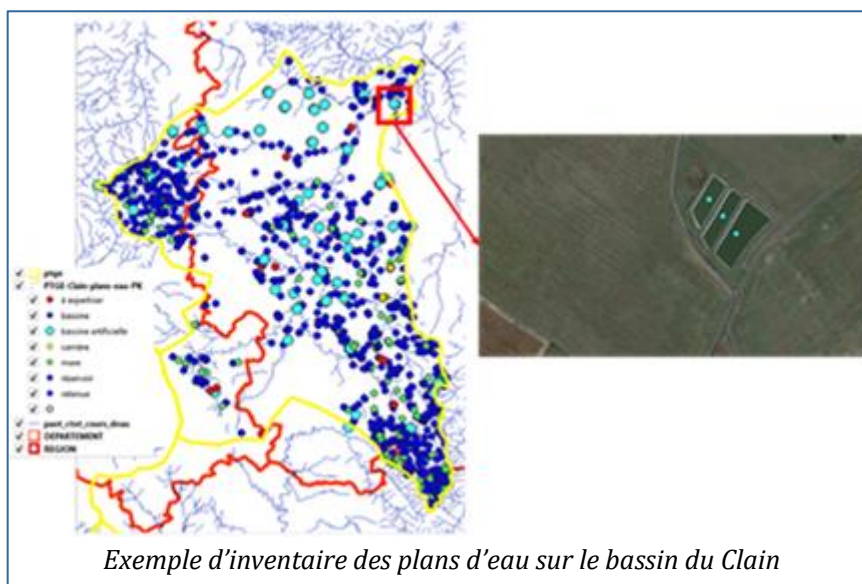 ptge
PTGE-Clain-plans-eau-PK
à expertiser
bassine
bassine artificielle
carrière
mare
réservoir
retenue
DEPARTEMENT
REGION
Exemple d'inventaire des plans d'eau sur le bassin du Clain